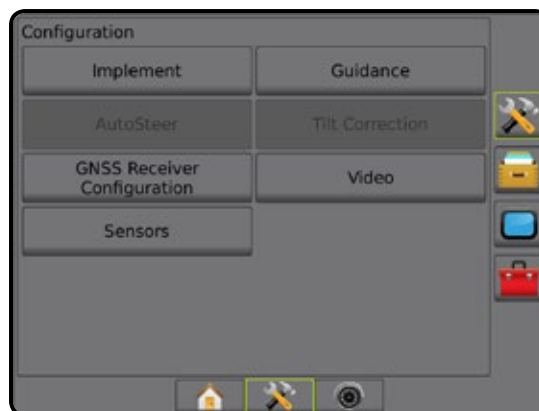 Configuration
Implement
Guidance
AutoSteer
Tilt Correction
GNSS Receiver
Configuration
Video
Sensors